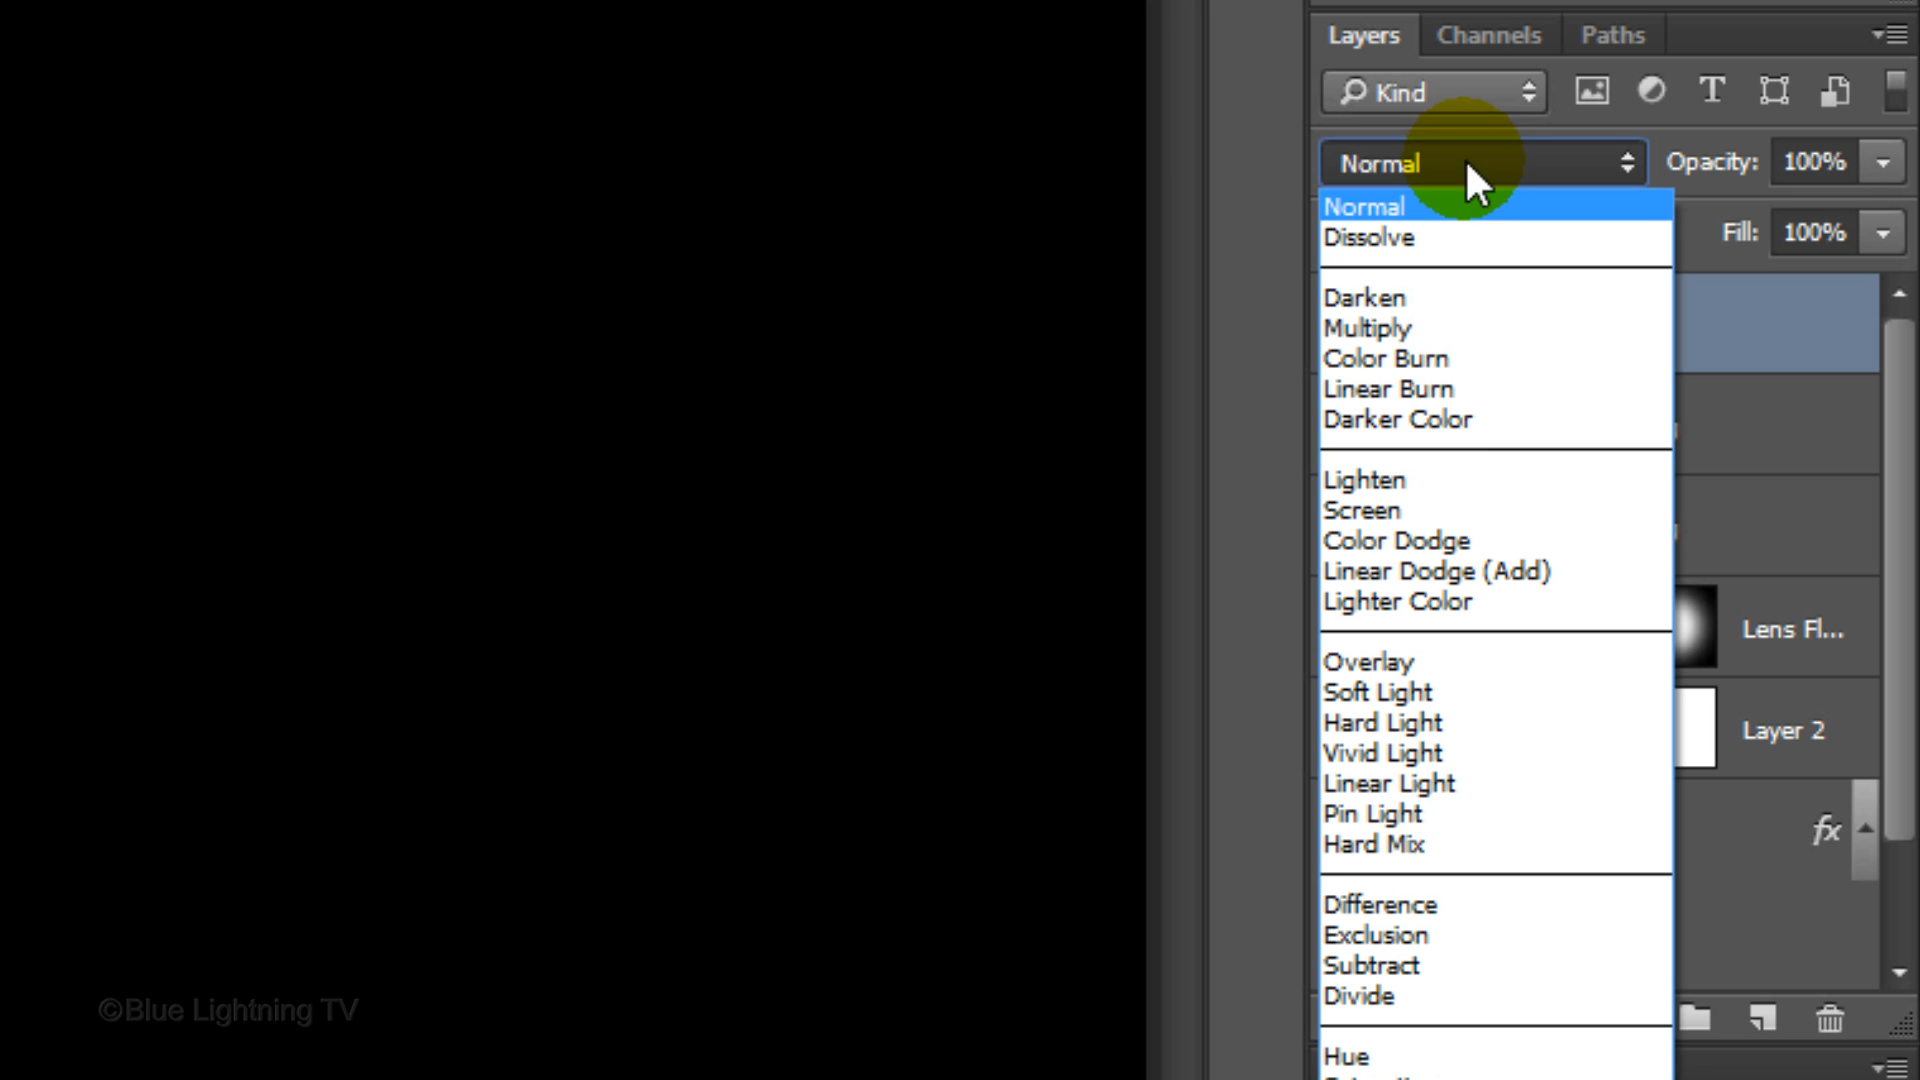 Layers Channels Paths
Kind
Normal Opacity: 100%
Normal
Dissolve
Fill: 100%
Darken
Multiply
Color Burn
Linear Burn
Darker Color
Lighten
Screen
Color Dodge
Linear Dodge (Add)
Lighter Color
Lens Fl...
Overlay
Soft Light
Hard Light
Layer 2
Vivid Light
Linear Light
Pin Light
fx
Hard Mix
Difference
Exclusion
Subtract
Divide
©Blue Lightning TV
Hue